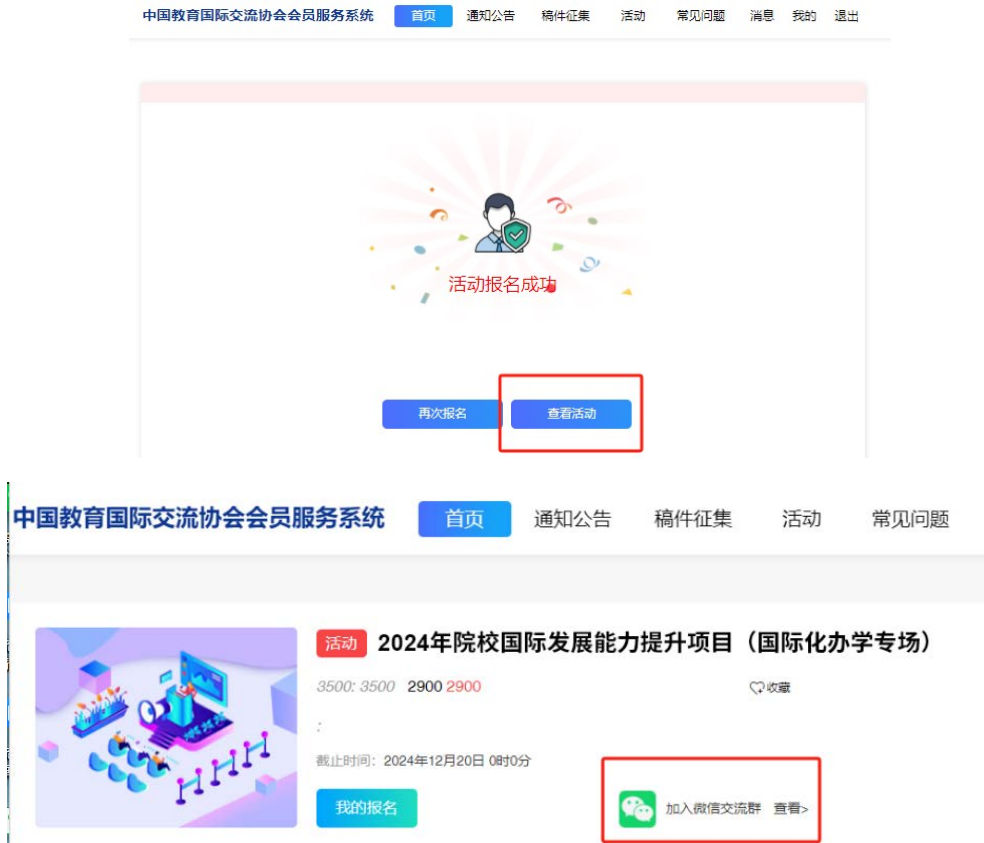 中国教育国际交流协会会员服务系统 首页 通知公告 稿件征集 活动 常见问题 消息 我的 退出
活动报名成功
再次报名 查看活动
中国教育国际交流协会会员服务系统 首页 通知公告 稿件征集 活动 常见问题
活动 2024年院校国际发展能力提升项目（国际化办学专场）
3500: 3500 2900 2900 收藏
:
截止时间：2024年12月20日 0时0分
我的报名 加入微信交流群 查看>